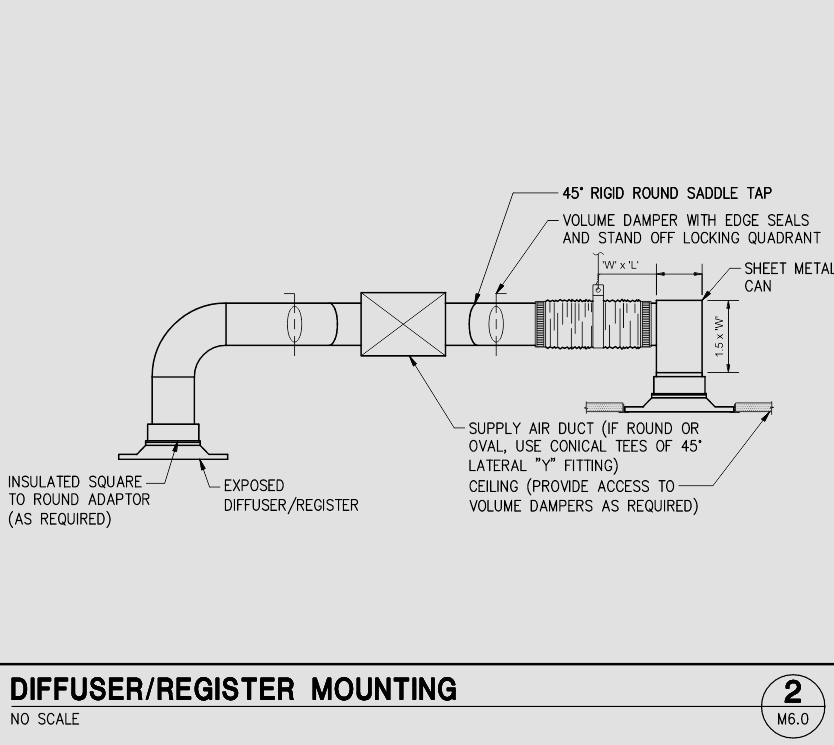 45° RIGID ROUND SADDLE TAP
VOLUME DAMPER WITH EDGE SEALS
AND STAND OFF LOCKING QUADRANT
'W' x 'L'
SHEET METAL
CAN
1.5 x 'W'
SUPPLY AIR DUCT (IF ROUND OR
OVAL, USE CONICAL TEES OF 45°
LATERAL "Y" FITTING)
CEILING (PROVIDE ACCESS TO
VOLUME DAMPERS AS REQUIRED)
INSULATED SQUARE
TO ROUND ADAPTOR
(AS REQUIRED)
EXPOSED
DIFFUSER/REGISTER
DIFFUSER/REGISTER MOUNTING
NO SCALE
2
M6.0